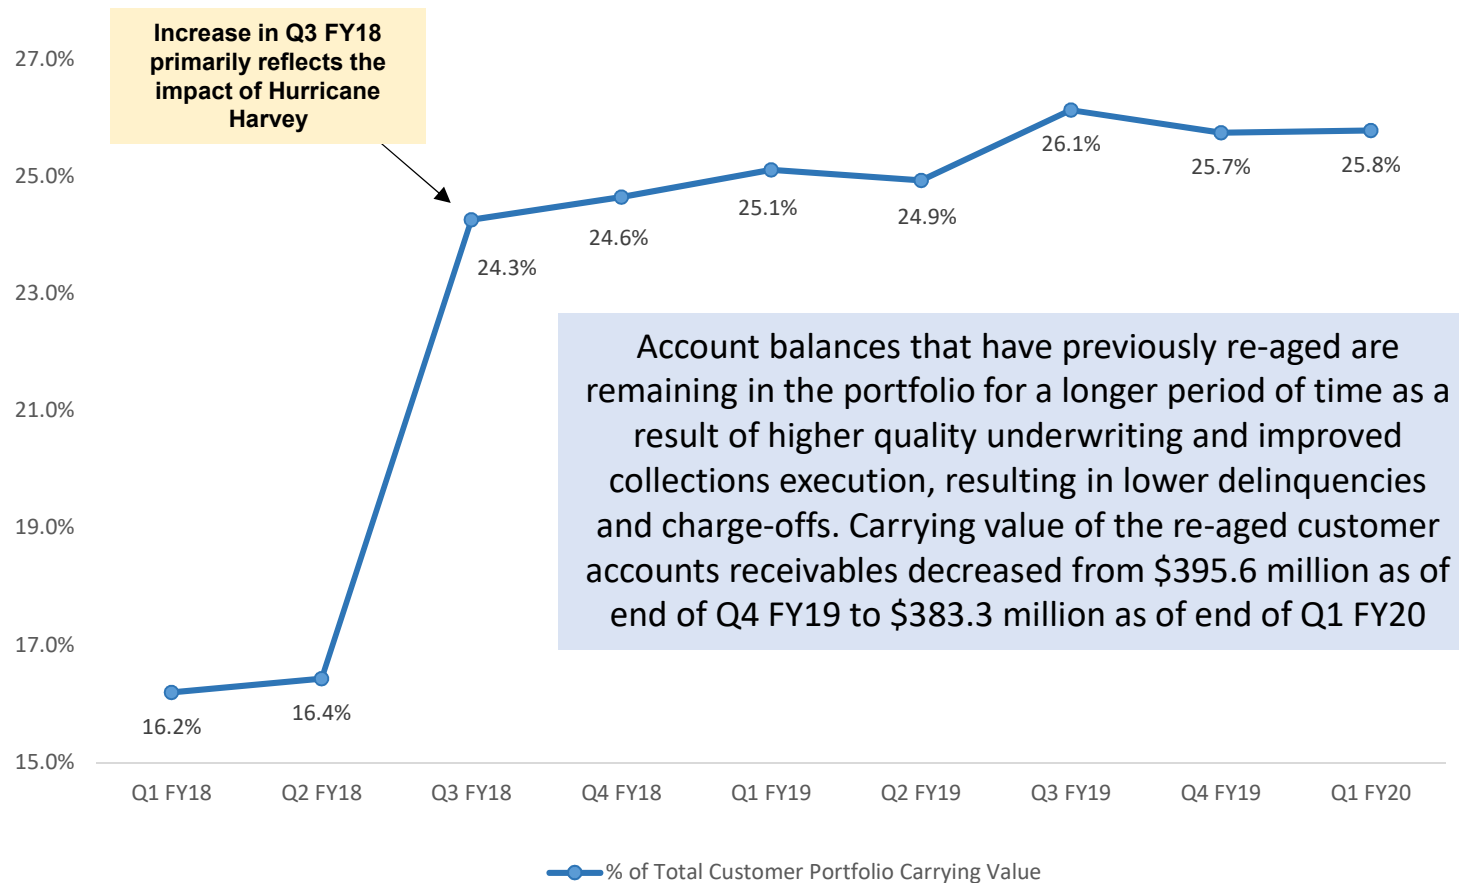 Increase in Q3 FY18
primarily reflects the
impact of Hurricane
Harvey
27.0%
25.0%
23.0%
21.0%
19.0%
17.0%
15.0%
16.2%
16.4%
24.3%
24.6%
25.1%
24.9%
26.1%
25.7%
25.8%
Account balances that have previously re-aged are
remaining in the portfolio for a longer period of time as a
result of higher quality underwriting and improved
collections execution, resulting in lower delinquencies
and charge-offs. Carrying value of the re-aged customer
accounts receivables decreased from $395.6 million as of
end of Q4 FY19 to $383.3 million as of end of Q1 FY20
Q1 FY18 Q2 FY18 Q3 FY18 Q4 FY18 Q1 FY19 Q2 FY19 Q3 FY19 Q4 FY19 Q1 FY20
% of Total Customer Portfolio Carrying Value